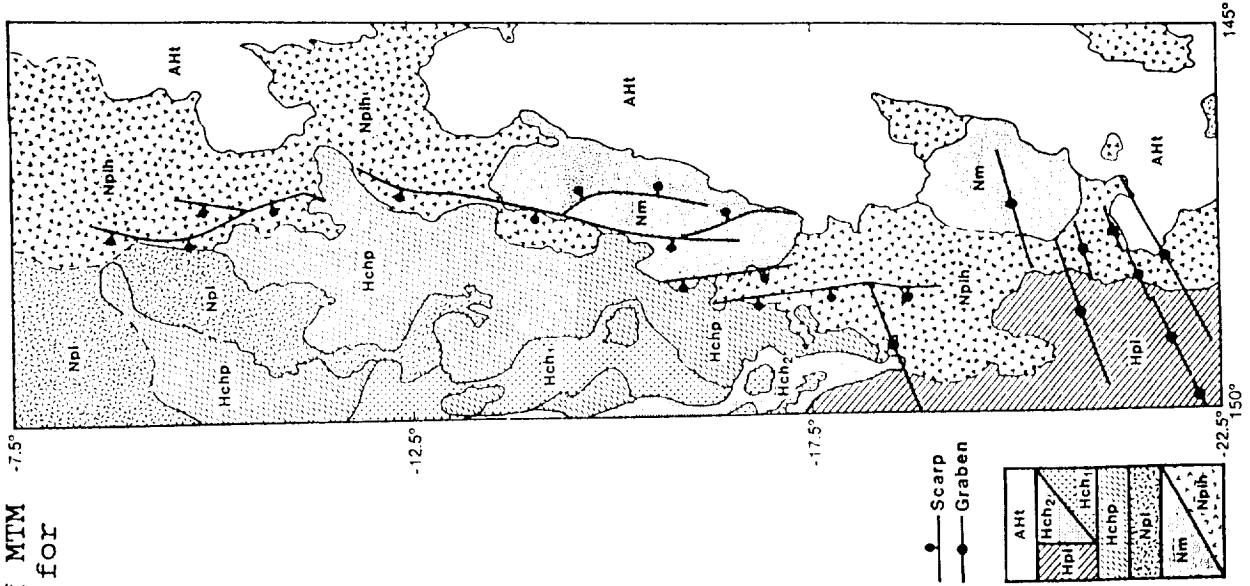 MTM
for
-7.5°
-12.5°
-17.5°
-22.5°
150°
145°
AHt
Nplh
Npl
Npl
Hchp
Nplh
Hchp
AHt
Nm
Hch₁
Hchp
Hch₂
Nm
AHt
Nplh
Hpl
Scarp
Graben
AHt
Hch₂
Hch₁
Hpl
Hchp
Npl
Nm
Nplh